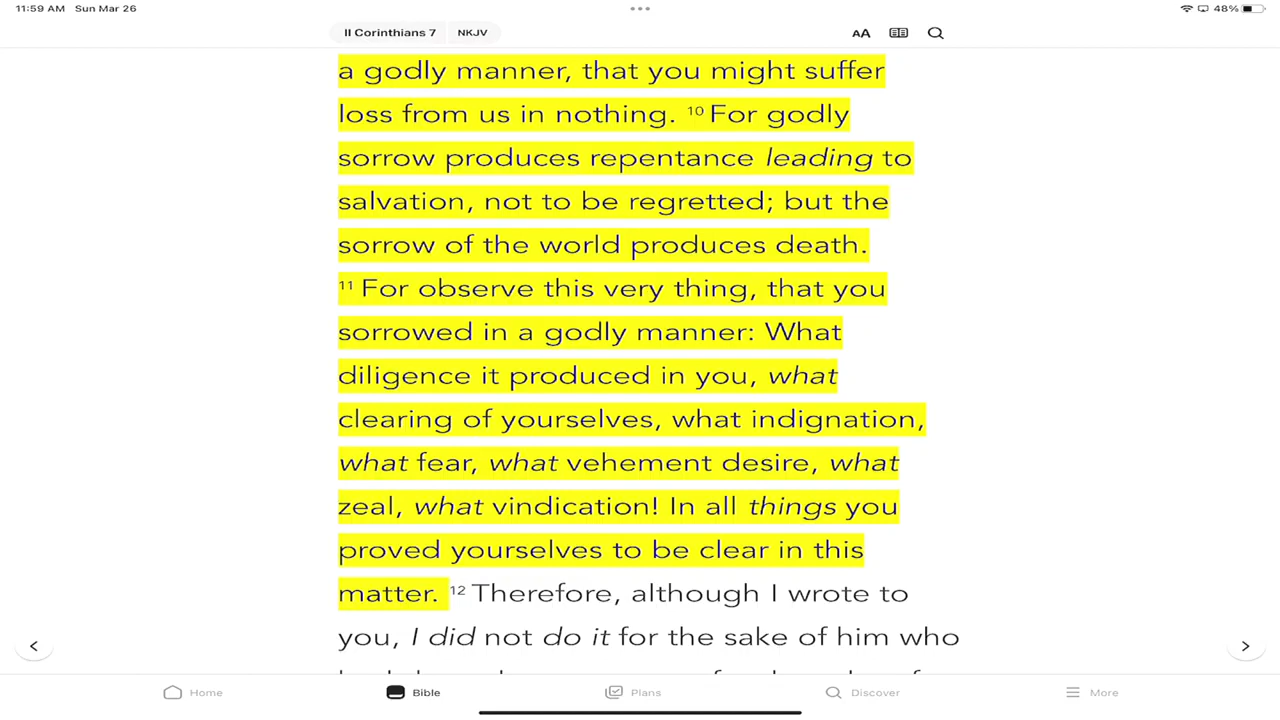 11:59 AM Sun Mar 26
48%
II Corinthians 7 NKJV
AA
a godly manner, that you might suffer
loss from us in nothing. 10 For godly
sorrow produces repentance leading to
salvation, not to be regretted; but the
sorrow of the world produces death.
11 For observe this very thing, that you
sorrowed in a godly manner: What
diligence it produced in you, what
clearing of yourselves, what indignation,
what fear, what vehement desire, what
zeal, what vindication! In all things you
proved yourselves to be clear in this
matter. 12 Therefore, although I wrote to
you, I did not do it for the sake of him who
Home Bible Plans Discover More